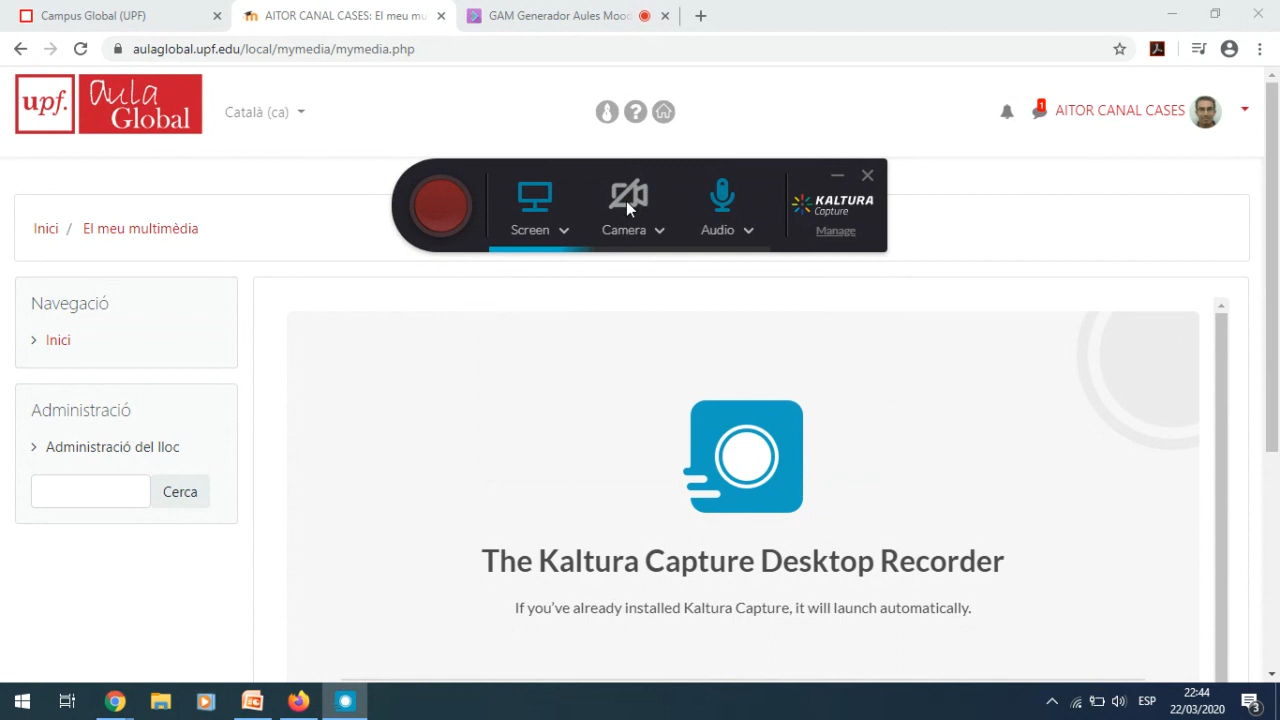 Campus Global (UPF)
AITOR CANAL CASES: El meu mu
GAM Generador Aules Mood
aulaglobal.upf.edu/local/mymedia/mymedia.php
upf. aula Global
Català (ca)
?
1
AITOR CANAL CASES
Screen
Camera
Audio
KALTURA
Capture
Manage
Inici / El meu multimèdia
Navegació
Inici
Administració
Administració del lloc
Cerca
The Kaltura Capture Desktop Recorder
If you've already installed Kaltura Capture, it will launch automatically.
ESP
22:44
22/03/2020
3